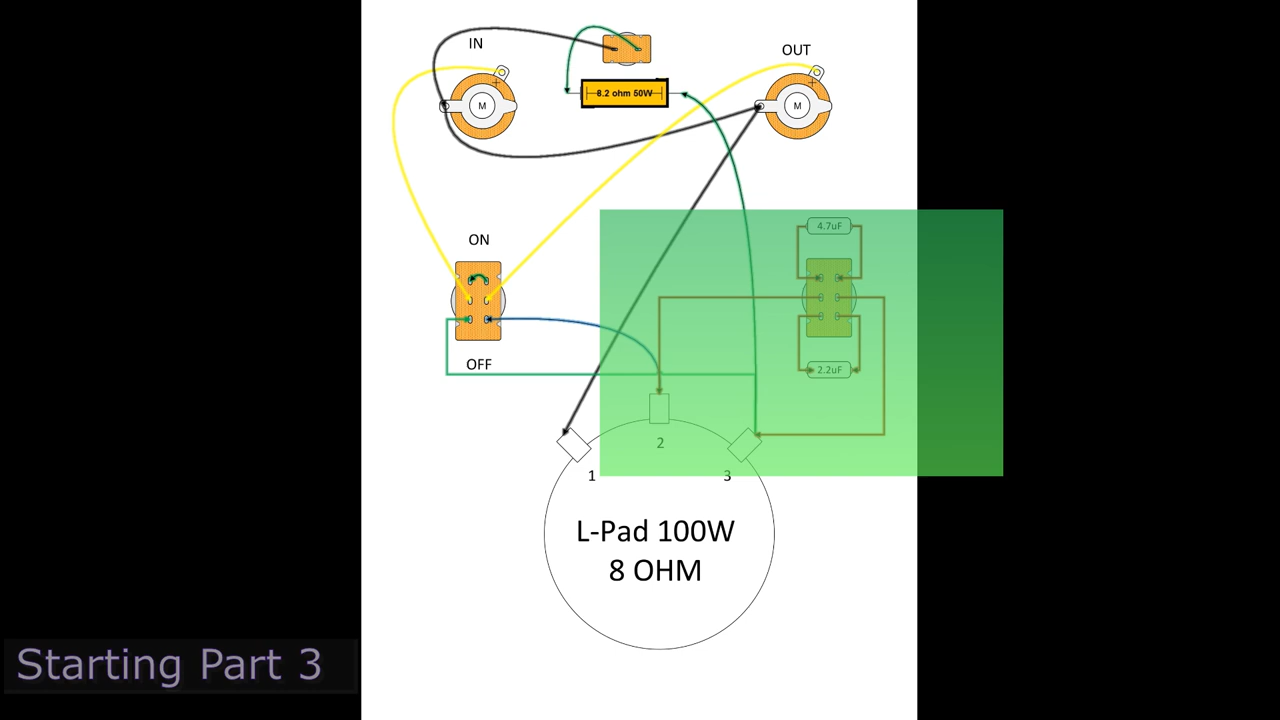 IN
OUT
8.2 ohm 50W
+
+
M
M
ON
4.7uF
OFF
2.2uF
2
1
3
L-Pad 100W
8 OHM
Starting Part 3